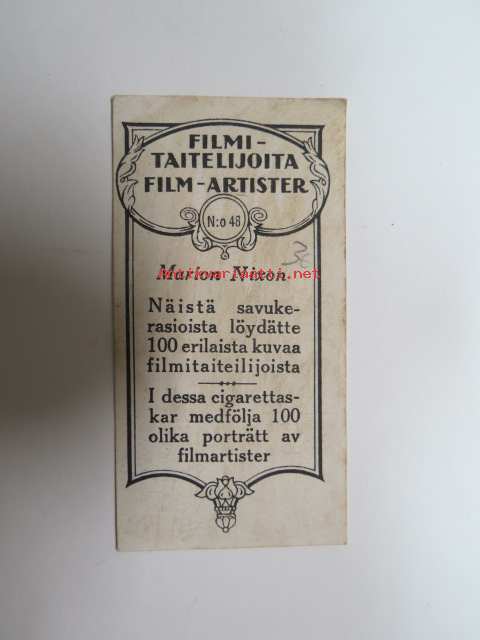 FILMI-
TAITELIJOITA
FILM-ARTISTER
N:o 48
Marion Nixon
Näistä savuke-
rasioista löydätte
100 erilaista kuvaa
filmitaiteilijoista
I dessa cigarettas-
kar medfölja 100
olika porträtt av
filmartister